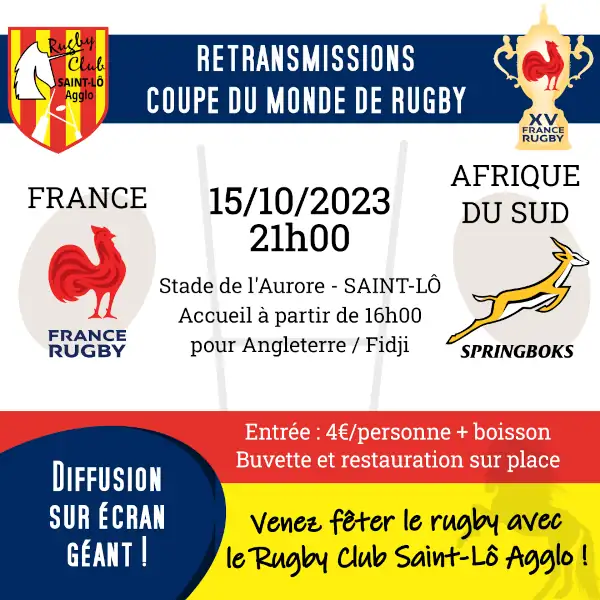 Rugby
Club
SAINT-LÔ
Agglo
RETRANSMISSIONS
COUPE DU MONDE DE RUGBY
XV
FRANCE
RUGBY
FRANCE
15/10/2023
21h00
AFRIQUE
DU SUD
FRANCE
RUGBY
Stade de l'Aurore - SAINT-LÔ
Accueil à partir de 16h00
pour Angleterre / Fidji
SPRINGBOKS
Entrée : 4€/personne + boisson
Buvette et restauration sur place
DIFFUSION
SUR ÉCRAN
GÉANT !
Venez fêter le rugby avec
le Rugby Club Saint-Lô Agglo !